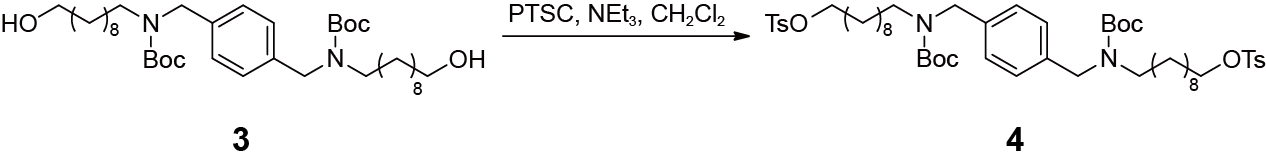 PTSC, NEt₃, CH₂Cl₂
HO ( ) 8 N Boc Boc N ( ) 8 OH
TsO ( ) 8 N Boc Boc N ( ) 8 OTs
3
4